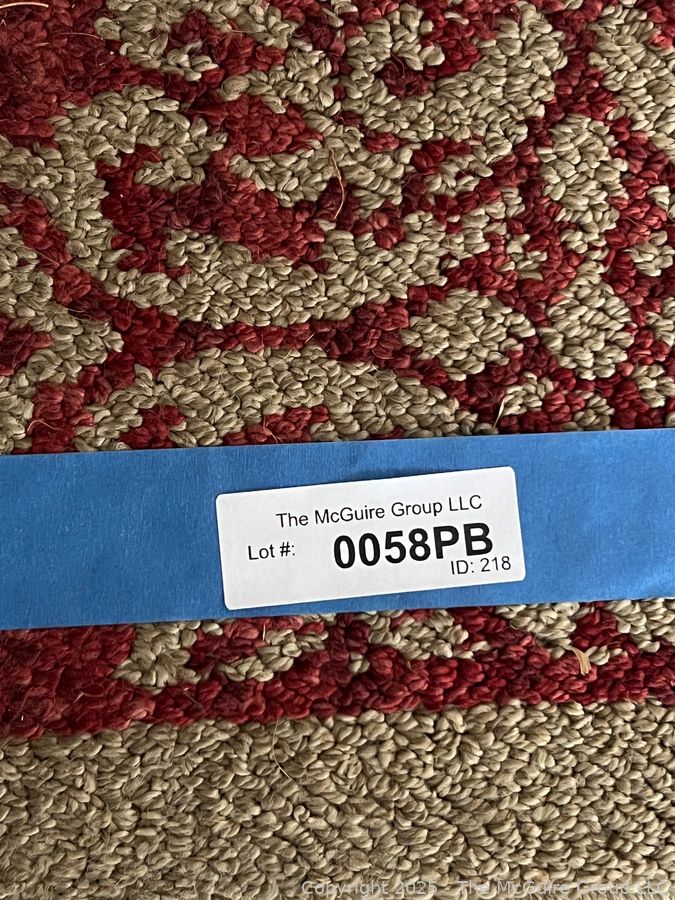 The McGuire Group LLC
Lot #: 0058PB
ID: 218
Copyright 2025 - The McGuire Group LLC